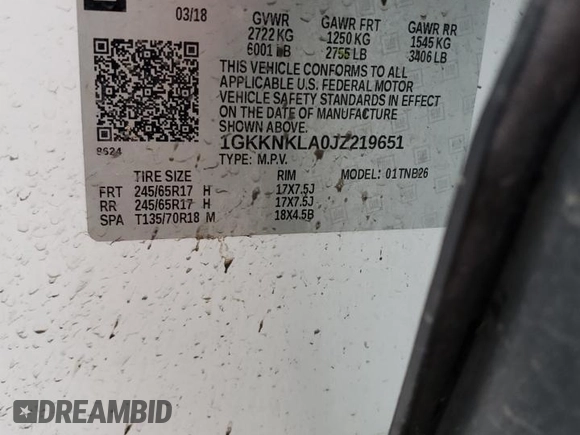 03/18 GVWR GAWR FRT GAWR RR
2722 KG 1250 KG 1545 KG
6001 LB 2755 LB 3406 LB
THIS VEHICLE CONFORMS TO ALL
APPLICABLE U.S. FEDERAL MOTOR
VEHICLE SAFETY STANDARDS IN EFFECT
ON THE DATE OF MANUFACTURE
SHOWN ABOVE.
1GKKNKLA0JZ219651
8624 TYPE: M.P.V.
TIRE SIZE RIM MODEL: 01TNB26
FRT 245/65R17 H 17X7.5J
RR 245/65R17 H 17X7.5J
SPA T135/70R18 M 18X4.5B
DREAMBID